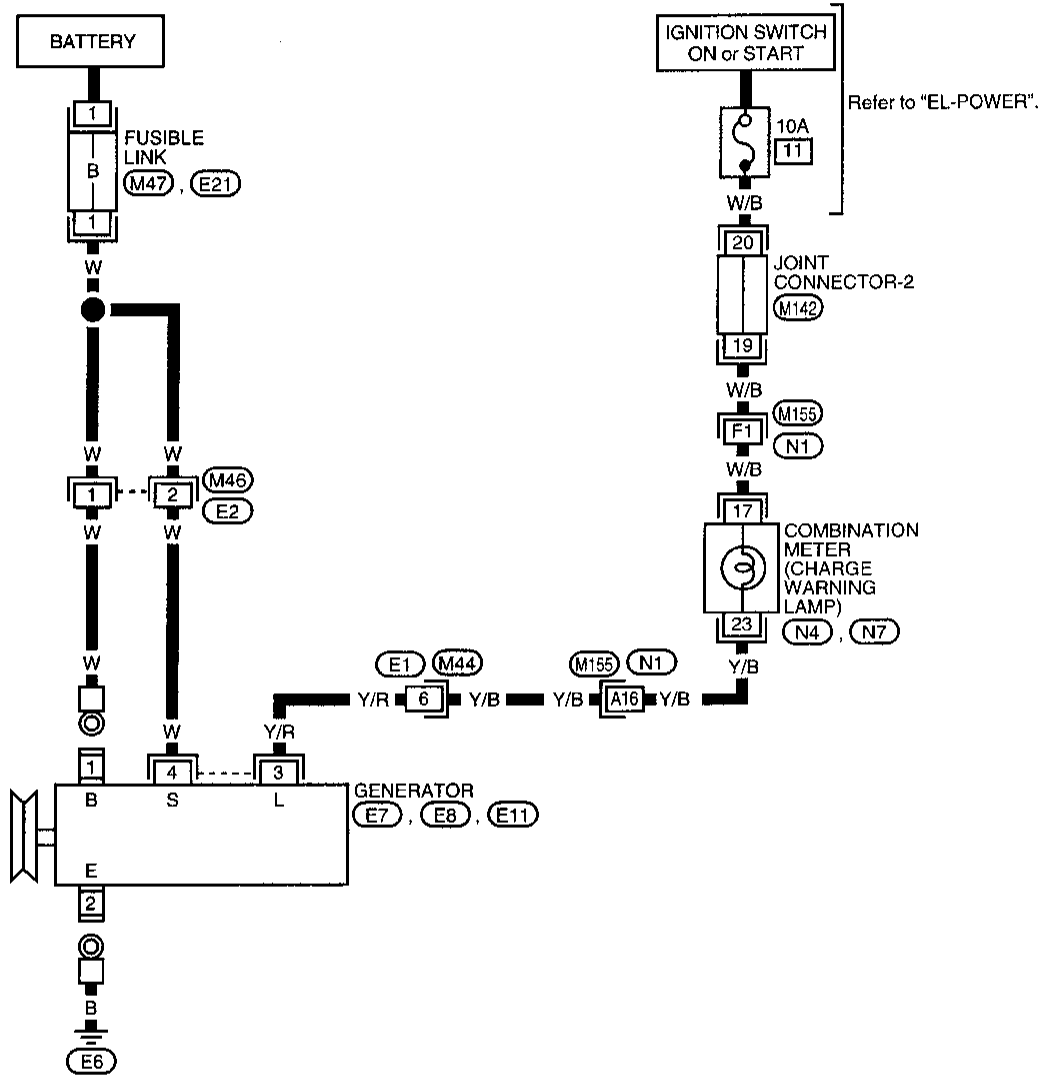 BATTERY
1
FUSIBLE
LINK
B
M47 , E21
1
W
W
W
1
2
M46
E2
W
W
W
W
IGNITION SWITCH
ON or START
Refer to "EL-POWER".
10A
11
W/B
20
JOINT
CONNECTOR-2
M142
19
W/B
M155
F1
N1
W/B
17
COMBINATION
METER
(CHARGE
WARNING
LAMP)
23
N4 , N7
Y/B
E1 M44
M155 N1
Y/R 6 Y/B
Y/B A16 Y/B
Y/R
1
4
3
B
S
L
GENERATOR
E7 , E8 , E11
E
2
B
E6